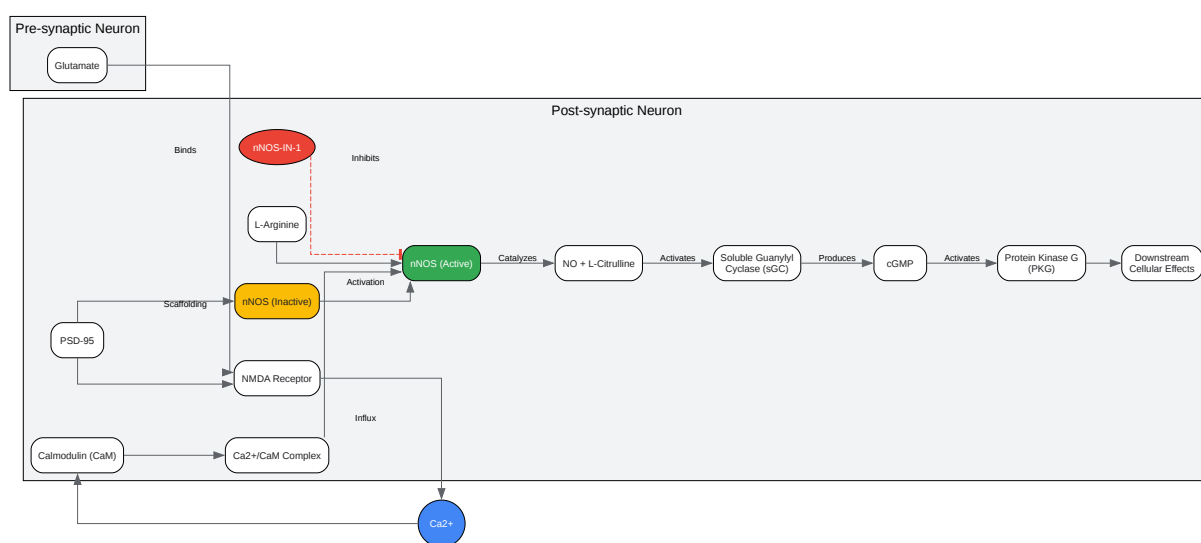 Pre-synaptic Neuron
Glutamate
Post-synaptic Neuron
Binds
nNOS-IN-1
Inhibits
L-Arginine
nNOS (Active)
Catalyzes
NO + L-Citrulline
Activates
Soluble Guanylyl
Cyclase (sGC)
Produces
cGMP
Activates
Protein Kinase G
(PKG)
Downstream
Cellular Effects
Activation
Scaffolding
nNOS (Inactive)
PSD-95
NMDA Receptor
Influx
Calmodulin (CaM)
Ca2+/CaM Complex
Ca2+